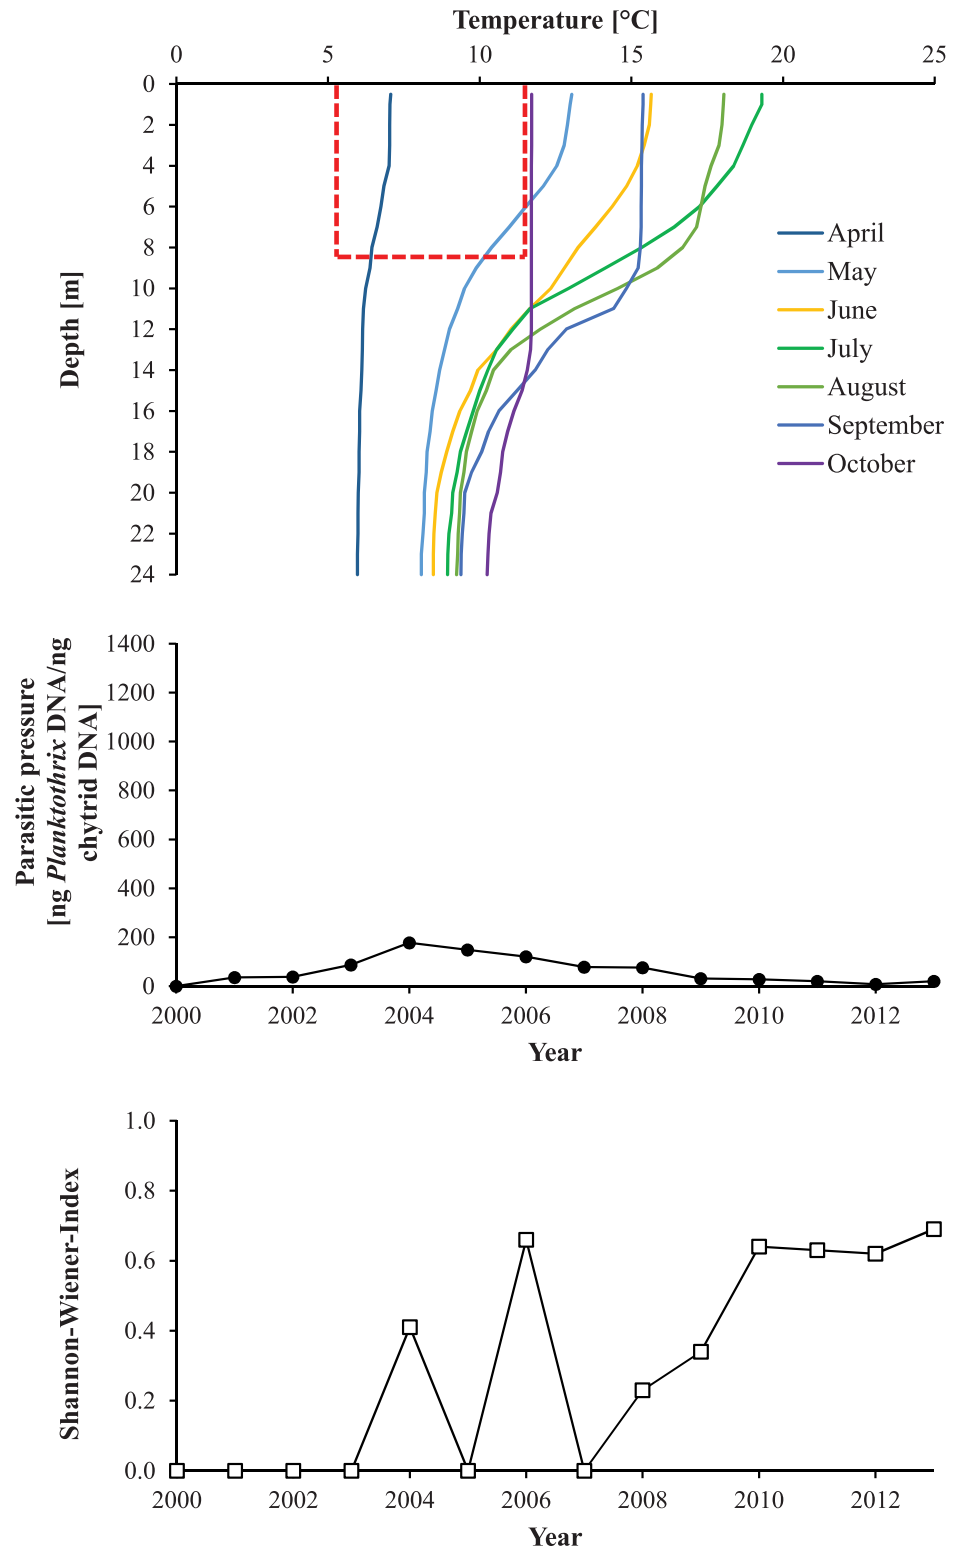 Temperature [°C]
0 5 10 15 20 25
0
2
4
6
8
10
12
14
16
18
20
22
24
Depth [m]
April
May
June
July
August
September
October
Parasitic pressure
[ng Planktothrix DNA/ng
chytrid DNA]
1400
1200
1000
800
600
400
200
0
2000 2002 2004 2006 2008 2010 2012
Year
Shannon-Wiener-Index
1.0
0.8
0.6
0.4
0.2
0.0
2000 2002 2004 2006 2008 2010 2012
Year